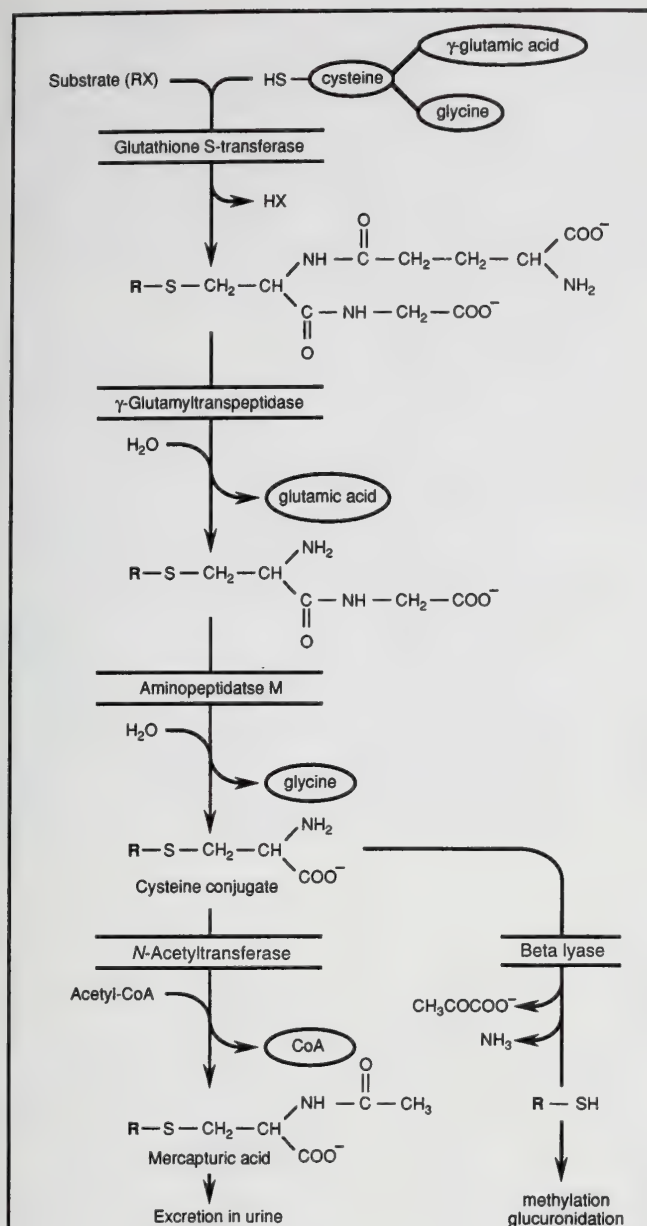 γ-glutamic acid
Substrate (RX) HS—cysteine
glycine
Glutathione S-transferase
HX
O COO⁻
NH—C—CH₂—CH₂—CH
R—S—CH₂—CH NH₂
C—NH—CH₂—COO⁻
O
γ-Glutamyltranspeptidase
H₂O
glutamic acid
NH₂
R—S—CH₂—CH
C—NH—CH₂—COO⁻
O
Aminopeptidatse M
H₂O
glycine
NH₂
R—S—CH₂—CH
COO⁻
Cysteine conjugate
N-Acetyltransferase Beta lyase
Acetyl-CoA CH₃COCOO⁻
CoA NH₃
O
NH—C—CH₃
R—S—CH₂—CH R—SH
COO⁻
Mercapturic acid
Excretion in urine methylation
glucuronidation